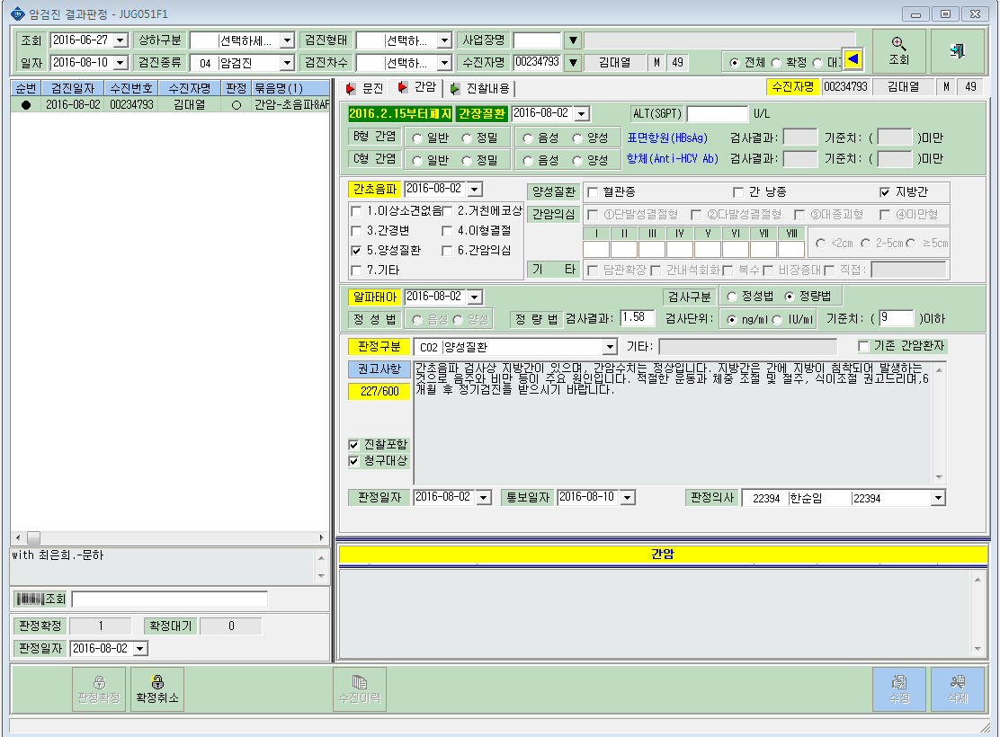 암검진 결과판정 - JUG051F1
조회 2016-06-27 상하구분 선택하세... 검진형태 선택하... 사업장명
일자 2016-08-10 검진종류 04 암검진 검진차수 선택하... 수진자명 00234793 김대열 M 49 전체 확정 조회
순번 검진일자 수진번호 수진자명 판정 묶음명(1)
2016-08-02 00234793 김대열 간암-초음파&AF
문진 간암 진찰내용 수진자명 00234793 김대열 M 49
2016.2.15부터폐지 간장질환 2016-08-02 ALT(SGPT) U/L
B형 간염 일반 정밀 음성 양성 표면항원(HBsAg) 검사결과: 기준치: ( )미만
C형 간염 일반 정밀 음성 양성 항체(Anti-HCV Ab) 검사결과: 기준치: ( )미만
간초음파 2016-08-02 양성질환 혈관종 간 낭종 지방간
1.이상소견없음 2.거친에코상 간암의심 ①단발성결절형 ②다발성결절형 ③대종괴형 ④미만형
3.간경변 4.이형결절 Ⅰ Ⅱ Ⅲ Ⅳ Ⅴ Ⅵ Ⅶ Ⅷ
5.양성질환 6.간암의심 <2cm 2~5cm ≥5cm
7.기타 기 타 담관확장 간내석회화 복수 비장종대 직접:
알파태아 2016-08-02 검사구분 정성법 정량법
정 성 법 음성 양성 정 량 법 검사결과: 1.58 검사단위: ng/ml IU/ml 기준치: ( 9 )이하
판정구분 C02 양성질환 기타: 기존 간암환자
권고사항 간초음파 검사상 지방간이 있으며, 간암수치는 정상입니다. 지방간은 간에 지방이 침착되어 발생하는
것으로 음주와 비만 등이 주요 원인입니다. 적절한 운동과 체중 조절 및 절주, 식이조절 권고드리며,6
227/600 개월 후 정기검진을 받으시기 바랍니다.
진찰포함
청구대상
판정일자 2016-08-02 통보일자 2016-08-10 판정의사 22394 한순임 22394
with 최은희.-문하
간암
조회
판정확정 1 확정대기 0
판정일자 2016-08-02
판정확정 확정취소 수진이력 수정 삭제